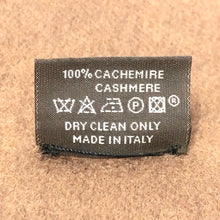 100% CACHEMIRE
CASHMERE
P ®
DRY CLEAN ONLY
MADE IN ITALY